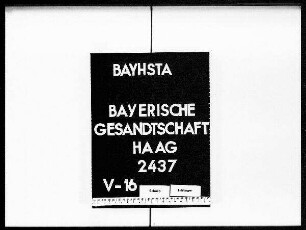 BAYHSTA
BAYERISCHE
GESANDTSCHAFT
HAAG
2437
V-16